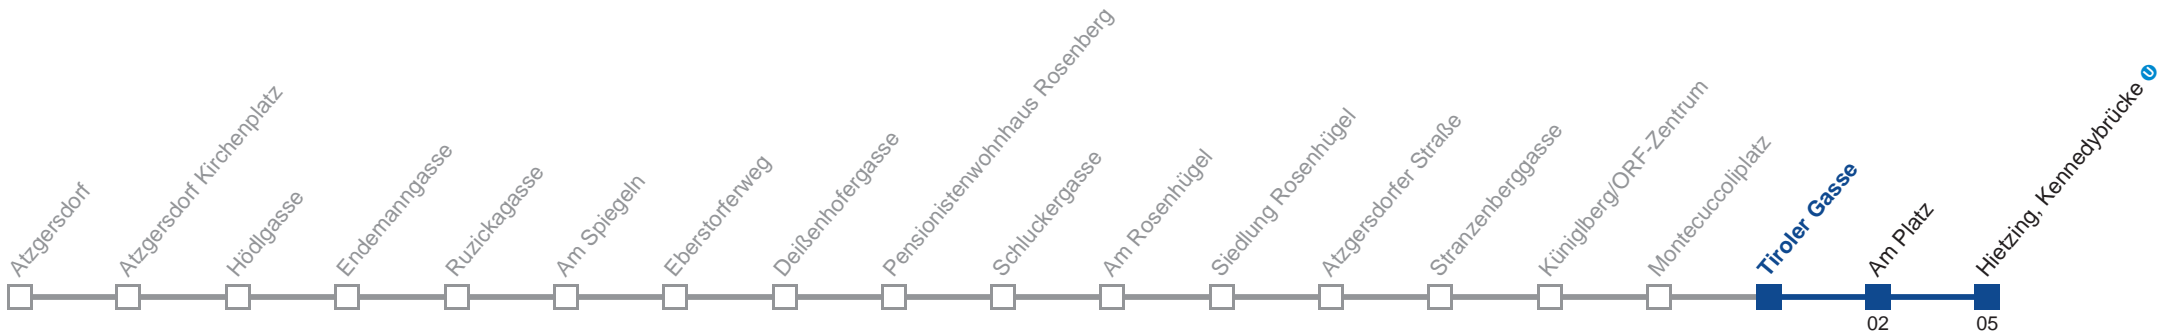 Atzgersdorf
Atzgersdorf Kirchenplatz
Hödlgasse
Endemanngasse
Ruzickagasse
Am Spiegeln
Eberstorferweg
Deißenhofergasse
Pensionistenwohnhaus Rosenberg
Schluckergasse
Am Rosenhügel
Siedlung Rosenhügel
Atzgersdorfer Straße
Stranzenberggasse
Küniglberg/ORF-Zentrum
Montecuccoliplatz
Tiroler Gasse
Am Platz
Hietzing, Kennedybrücke U
02
05